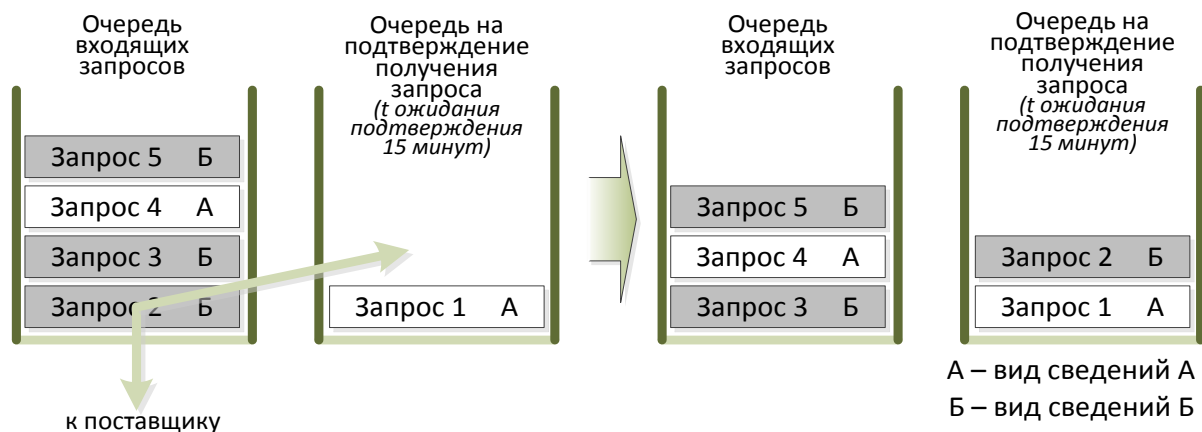 Очередь
входящих
запросов
Очередь на
подтверждение
получения
запроса
(t ожидания
подтверждения
15 минут)
Запрос 5 Б
Запрос 4 А
Запрос 3 Б
Запрос 2 Б
Запрос 1 А
к поставщику
Очередь
входящих
запросов
Очередь на
подтверждение
получения
запроса
(t ожидания
подтверждения
15 минут)
Запрос 5 Б
Запрос 4 А
Запрос 3 Б
Запрос 2 Б
Запрос 1 А
А – вид сведений А
Б – вид сведений Б